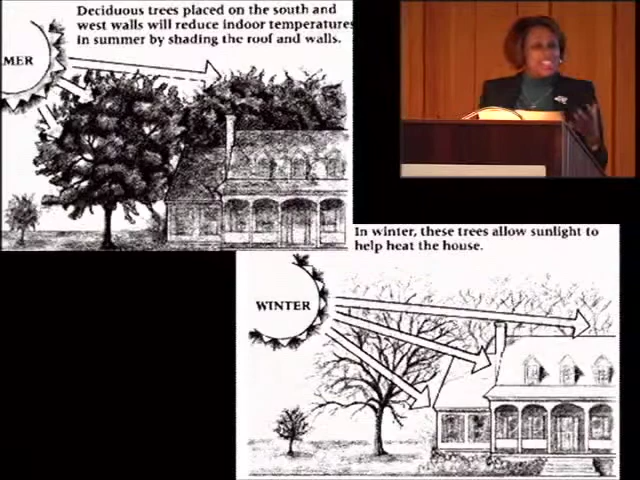 Deciduous trees placed on the south and
west walls will reduce indoor temperatures
in summer by shading the roof and walls.
MER
In winter, these trees allow sunlight to
help heat the house.
WINTER